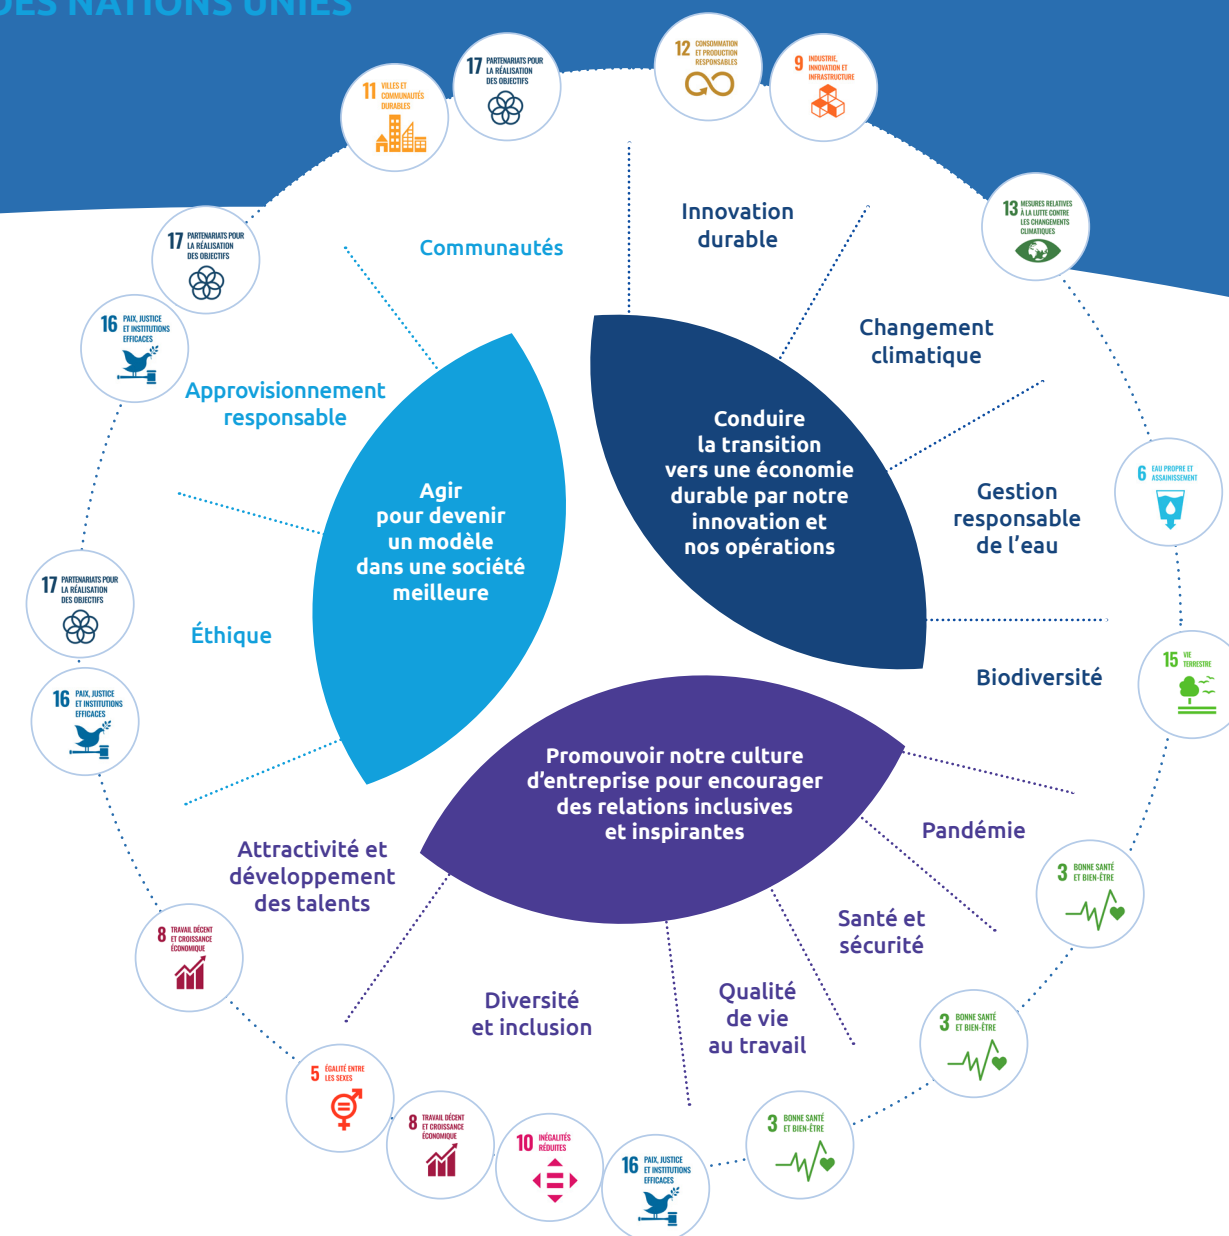 DES NATIONS UNIES
12 CONSOMMATION
ET PRODUCTION
RESPONSABLES
17 PARTENARIATS POUR
LA RÉALISATION
DES OBJECTIFS
9 INDUSTRIE,
INNOVATION ET
INFRASTRUCTURE
11 VILLES ET
COMMUNAUTÉS
DURABLES
13 MESURES RELATIVES
À LA LUTTE CONTRE
LES CHANGEMENTS
CLIMATIQUES
Innovation
durable
Communautés
17 PARTENARIATS POUR
LA RÉALISATION
DES OBJECTIFS
16 PAIX, JUSTICE
ET INSTITUTIONS
EFFICACES
Changement
climatique
Approvisionnement
responsable
Conduire
la transition
vers une économie
durable par notre
innovation et
nos opérations
6 EAU PROPRE ET
ASSAINISSEMENT
Gestion
responsable
de l’eau
Agir
pour devenir
un modèle
dans une société
meilleure
17 PARTENARIATS POUR
LA RÉALISATION
DES OBJECTIFS
Éthique
15 VIE
TERRESTRE
Biodiversité
16 PAIX, JUSTICE
ET INSTITUTIONS
EFFICACES
Promouvoir notre culture
d’entreprise pour encourager
des relations inclusives
et inspirantes
Pandémie
3 BONNE SANTÉ
ET BIEN-ÊTRE
Attractivité et
développement
des talents
Santé et
sécurité
8 TRAVAIL DÉCENT
ET CROISSANCE
ÉCONOMIQUE
Diversité
et inclusion
Qualité
de vie
au travail
3 BONNE SANTÉ
ET BIEN-ÊTRE
5 ÉGALITÉ ENTRE
LES SEXES
8 TRAVAIL DÉCENT
ET CROISSANCE
ÉCONOMIQUE
10 INÉGALITÉS
RÉDUITES
16 PAIX, JUSTICE
ET INSTITUTIONS
EFFICACES
3 BONNE SANTÉ
ET BIEN-ÊTRE